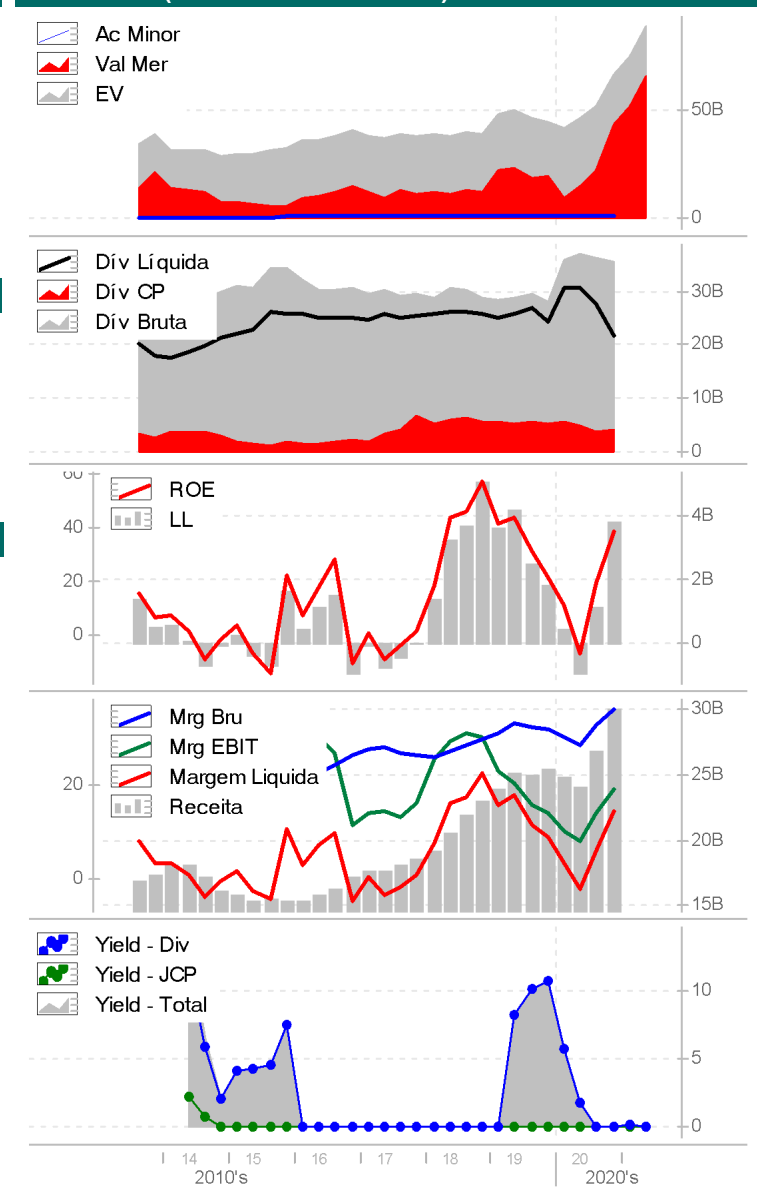 Ac Minor
Val Mer
EV
50B
0
Dív Líquida
Dív CP
Dív Bruta
30B
20B
10B
0
60
40
20
0
ROE
LL
4B
2B
0
Mrg Bru
Mrg EBIT
Margem Liquida
Receita
20
0
30B
25B
20B
15B
Yield - Div
Yield - JCP
Yield - Total
10
5
0
14 15 16 17 18 19 20
2010's 2020's